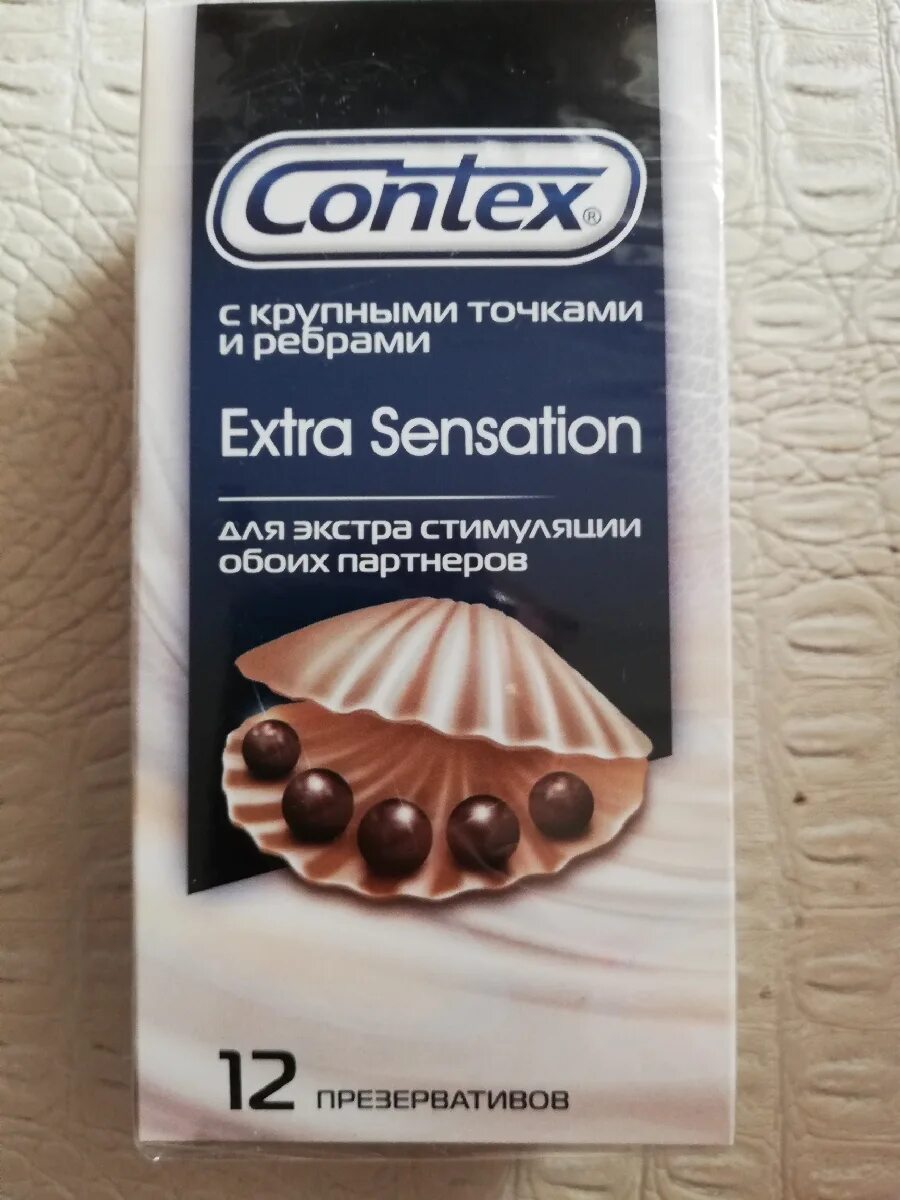 Contex®
с крупными точками
и ребрами
Extra Sensation
для экстра стимуляции
обоих партнеров
12 ПРЕЗЕРВАТИВОВ